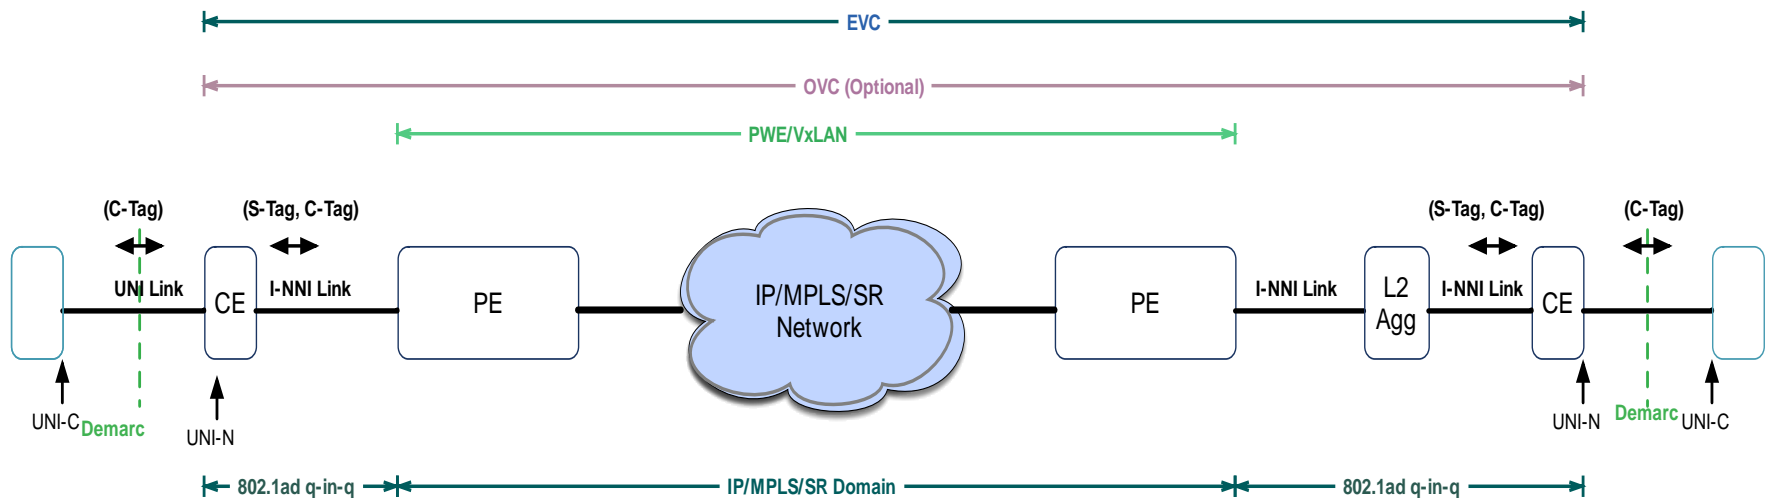 EVC
OVC (Optional)
PWE/VxLAN
(C-Tag)
(S-Tag, C-Tag)
(S-Tag, C-Tag)
(C-Tag)
UNI Link
CE
I-NNI Link
PE
IP/MPLS/SR
Network
PE
I-NNI Link
L2
Agg
I-NNI Link
CE
UNI-C
Demarc
UNI-N
UNI-N
Demarc
UNI-C
802.1ad q-in-q
IP/MPLS/SR Domain
802.1ad q-in-q